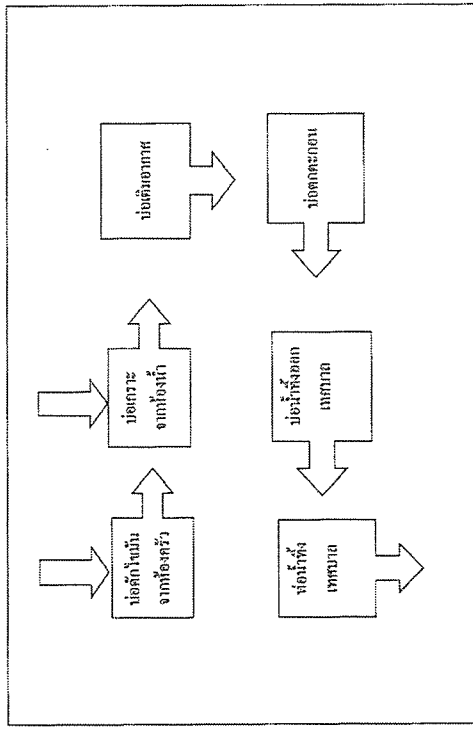 บ่อดักไขมัน
จากห้องครัว
บ่อเกรอะ
จากห้องน้ำ
บ่อเติมอากาศ
บ่อตกตะกอน
บ่อน้ำทิ้งออก
เทศบาล
ท่อน้ำทิ้ง
เทศบาล